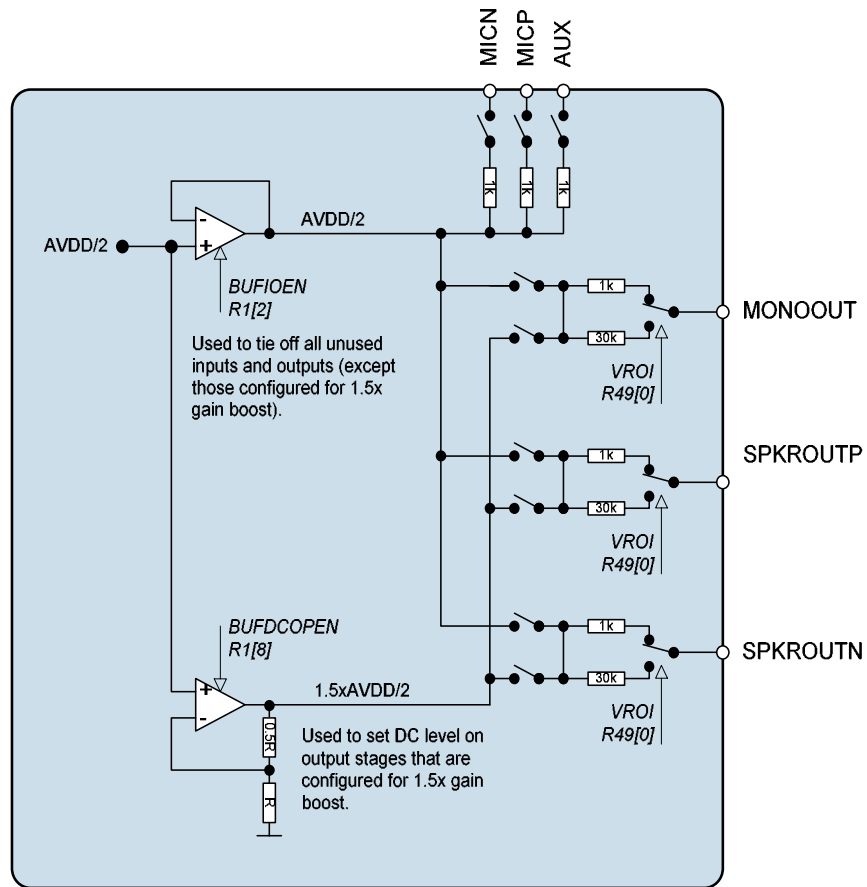 MICN
MICP
AUX
1k
1k
1k
AVDD/2
-
+
AVDD/2
BUFIOEN
R1[2]
Used to tie off all unused
inputs and outputs (except
those configured for 1.5x
gain boost).
1k
30k
MONOOUT
VROI
R49[0]
1k
30k
SPKROUTP
VROI
R49[0]
1k
30k
SPKROUTN
VROI
R49[0]
BUFDCOPEN
R1[8]
+
-
1.5xAVDD/2
0.5R
R
Used to set DC level on
output stages that are
configured for 1.5x gain
boost.